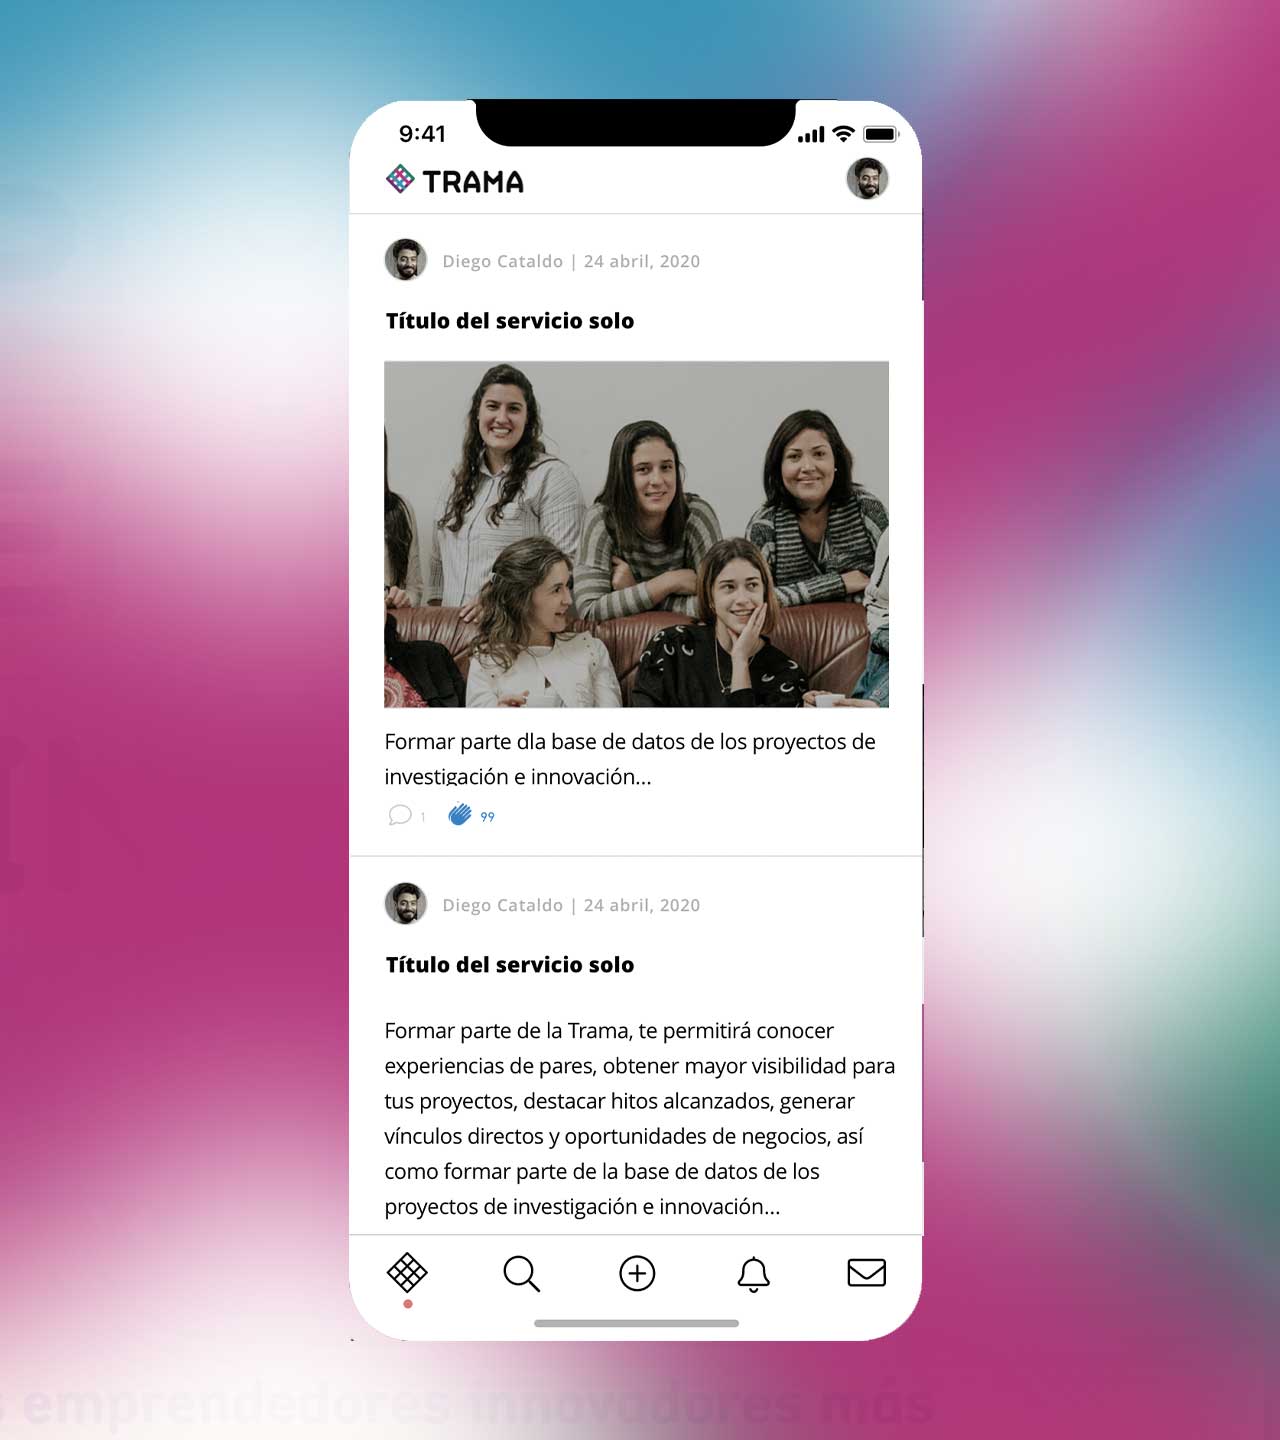 9:41
TRAMA
Diego Cataldo | 24 abril, 2020
Título del servicio solo
Formar parte dla base de datos de los proyectos de
investigación e innovación...
1
99
Diego Cataldo | 24 abril, 2020
Título del servicio solo
Formar parte de la Trama, te permitirá conocer
experiencias de pares, obtener mayor visibilidad para
tus proyectos, destacar hitos alcanzados, generar
vínculos directos y oportunidades de negocios, así
como formar parte de la base de datos de los
proyectos de investigación e innovación...
emprendedores innovadores más